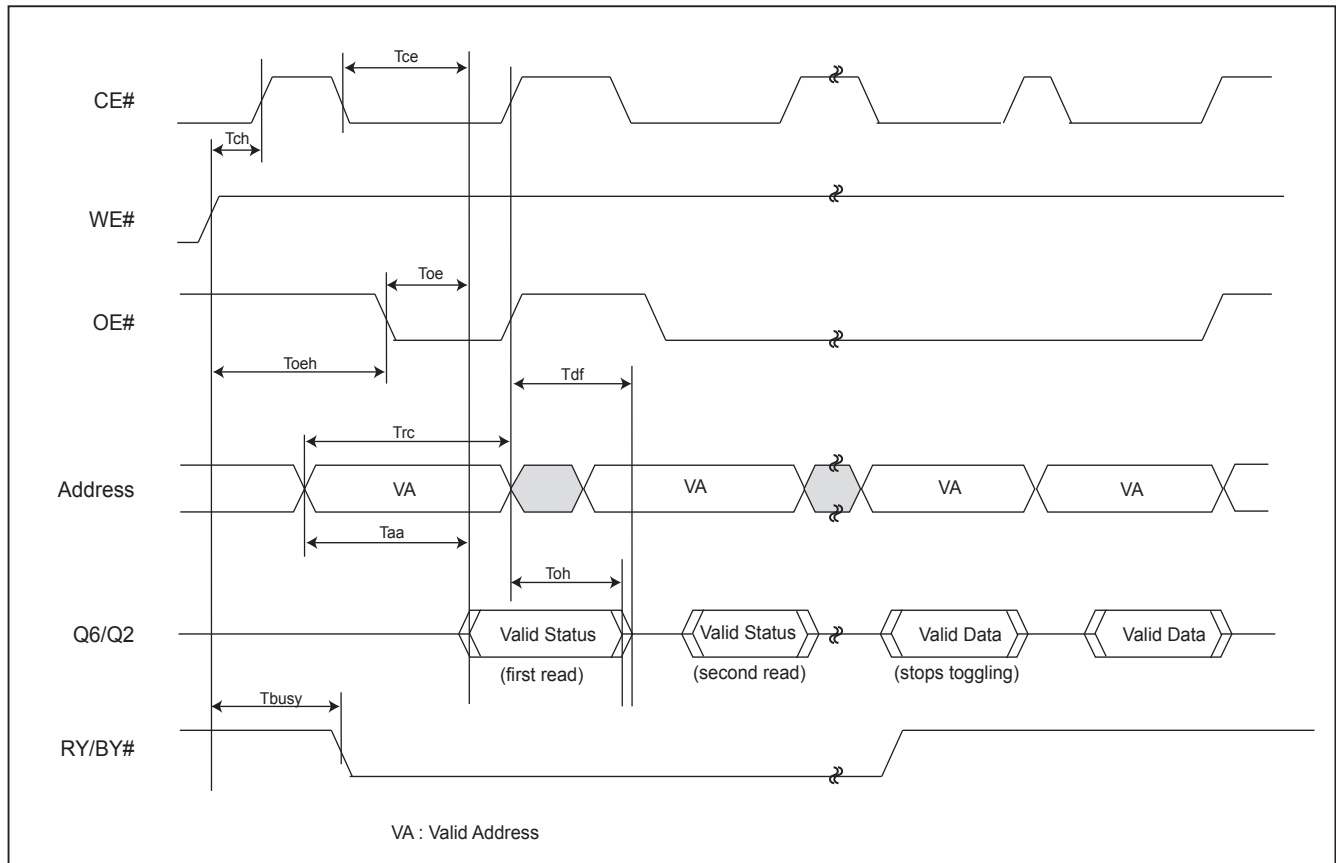 Tce
CE#
Tch
WE#
Toe
OE#
Toeh
Tdf
Trc
Address
VA
VA
VA
VA
Taa
Toh
Q6/Q2
Valid Status
Valid Status
Valid Data
Valid Data
(first read)
(second read)
(stops toggling)
Tbusy
RY/BY#
VA : Valid Address